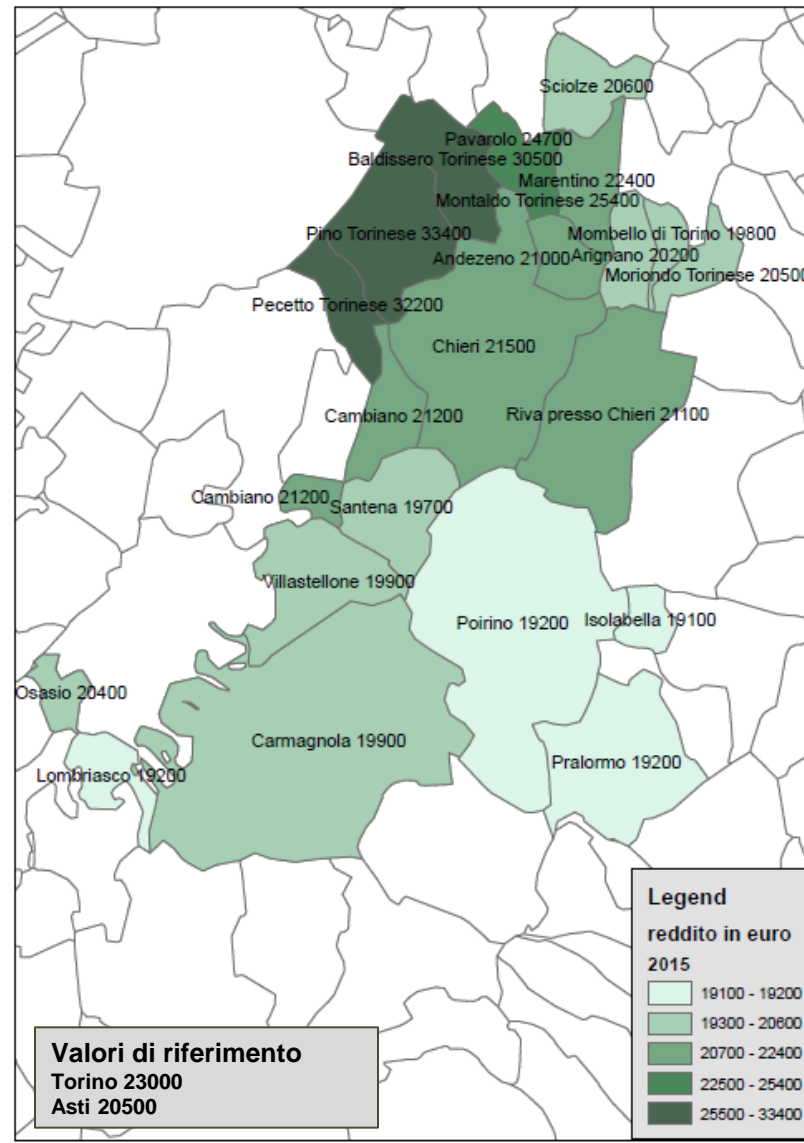 Sciolze 20600
Pavarolo 24700
Baldissero Torinese 30500
Marentino 22400
Montaldo Torinese 25400
Pino Torinese 33400
Mombello di Torino 19800
Andezeno 21000
Arignano 20200
Moriondo Torinese 20500
Pecetto Torinese 32200
Chieri 21500
Cambiano 21200
Riva presso Chieri 21100
Cambiano 21200
Santena 19700
Villastellone 19900
Poirino 19200
Isolabella 19100
Osasio 20400
Carmagnola 19900
Lombriasco 19200
Pralormo 19200
Legend
reddito in euro
2015
19100 - 19200
19300 - 20600
20700 - 22400
22500 - 25400
25500 - 33400
Valori di riferimento
Torino 23000
Asti 20500